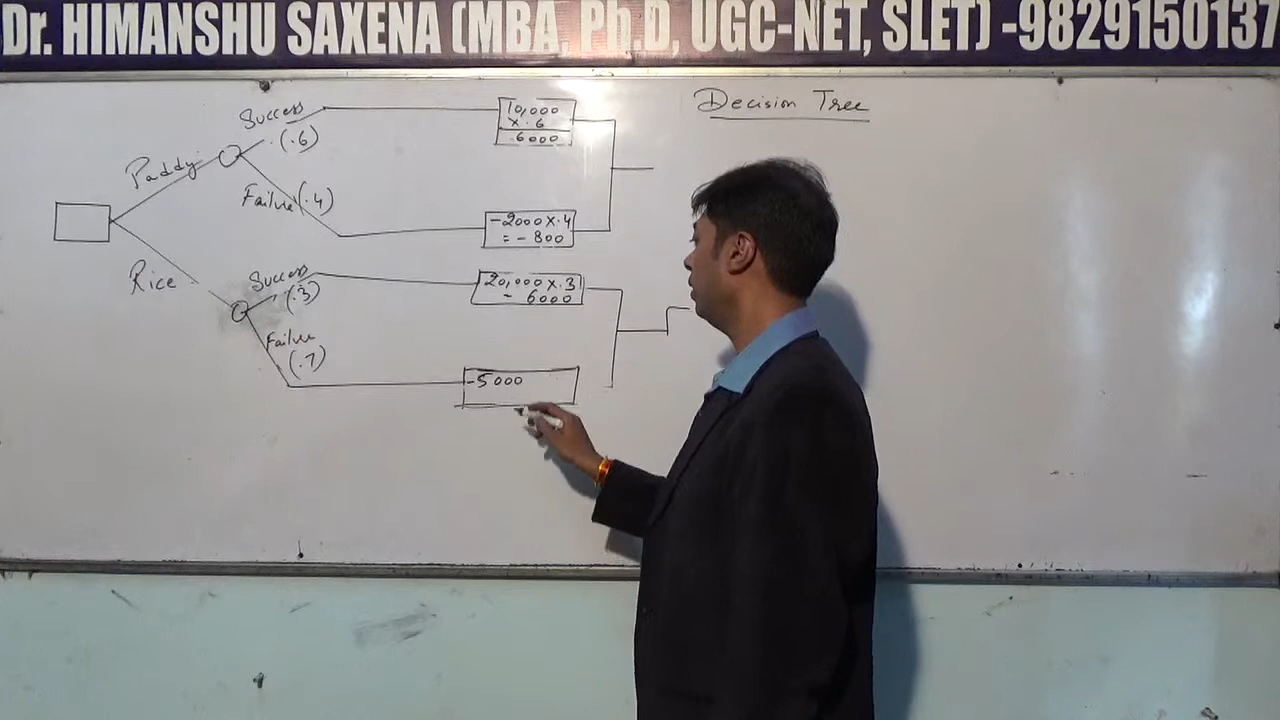 Dr. HIMANSHU SAXENA (MBA, Ph.D, UGC-NET, SLET) -9829150137
Decision Tree
Paddy
Success
(.6)
10,000
x .6
6000
Failure (.4)
-2000 x .4
= - 800
Rice
Success
(.3)
20,000 x .3
- 6000
Failure
(.7)
-5000